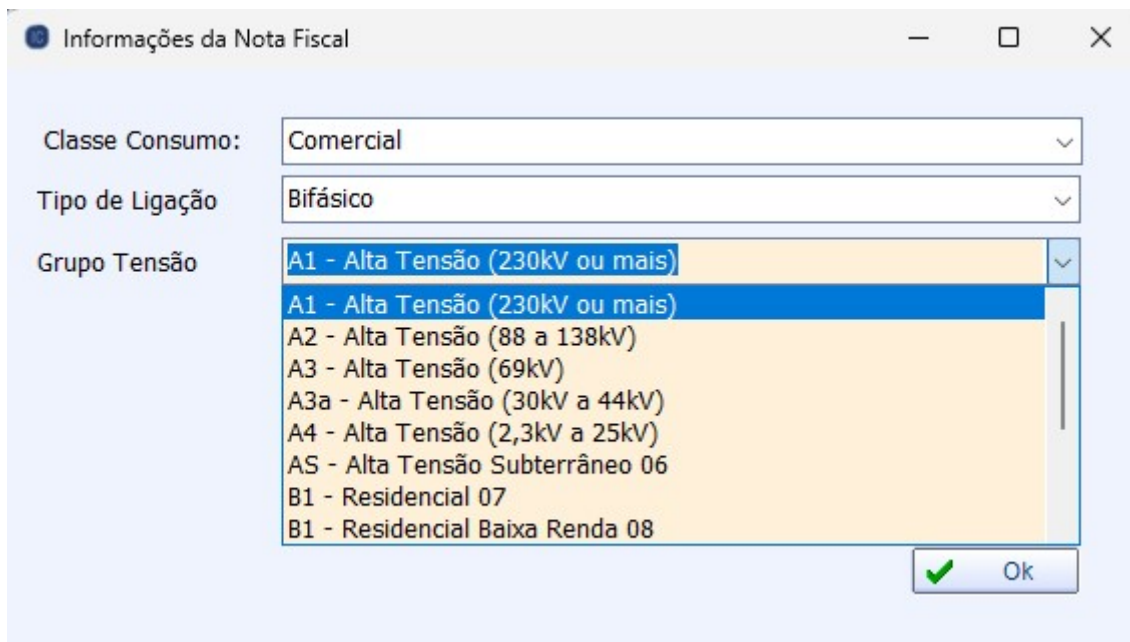 Informações da Nota Fiscal
Classe Consumo: Comercial
Tipo de Ligação Bifásico
Grupo Tensão A1 - Alta Tensão (230kV ou mais)
A1 - Alta Tensão (230kV ou mais)
A2 - Alta Tensão (88 a 138kV)
A3 - Alta Tensão (69kV)
A3a - Alta Tensão (30kV a 44kV)
A4 - Alta Tensão (2,3kV a 25kV)
AS - Alta Tensão Subterrâneo 06
B1 - Residencial 07
B1 - Residencial Baixa Renda 08
Ok